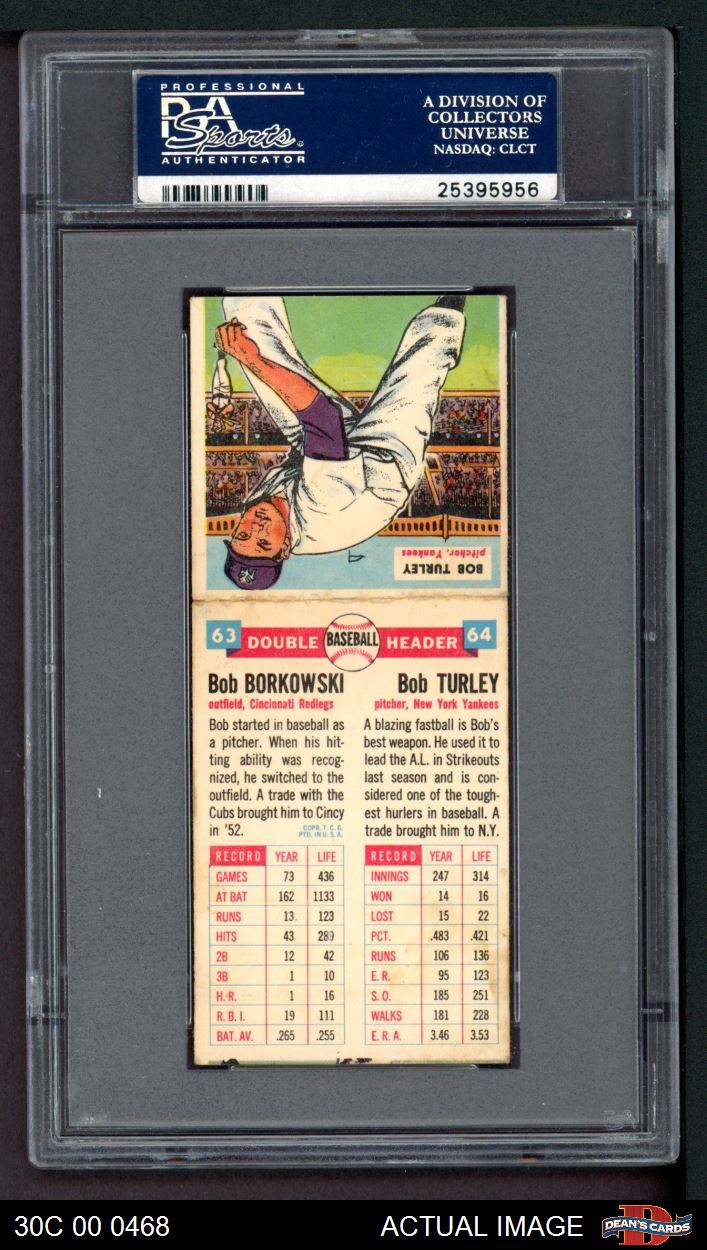 PROFESSIONAL
PSA
Sports
AUTHENTICATOR
A DIVISION OF
COLLECTORS
UNIVERSE
NASDAQ: CLCT
25395956
BOB TURLEY
pitcher, Yankees
63 DOUBLE BASEBALL HEADER 64
Bob BORKOWSKI
outfield, Cincinnati Redlegs
Bob started in baseball as
a pitcher. When his hit-
ting ability was recog-
nized, he switched to the
outfield. A trade with the
Cubs brought him to Cincy
in '52.
COPR. T. C. G.
PTD. IN U. S. A.
RECORD YEAR LIFE
GAMES 73 436
AT BAT 162 1133
RUNS 13 123
HITS 43 289
2B 12 42
3B 1 10
H.R. 1 16
R.B.I. 19 111
BAT. AV. .265 .255
Bob TURLEY
pitcher, New York Yankees
A blazing fastball is Bob's
best weapon. He used it to
lead the A.L. in Strikeouts
last season and is con-
sidered one of the tough-
est hurlers in baseball. A
trade brought him to N.Y.
RECORD YEAR LIFE
INNINGS 247 314
WON 14 16
LOST 15 22
PCT. .483 .421
RUNS 106 136
E.R. 95 123
S.O. 185 251
WALKS 181 228
E.R.A. 3.46 3.53
30C 00 0468
ACTUAL IMAGE
DEAN'S CARDS